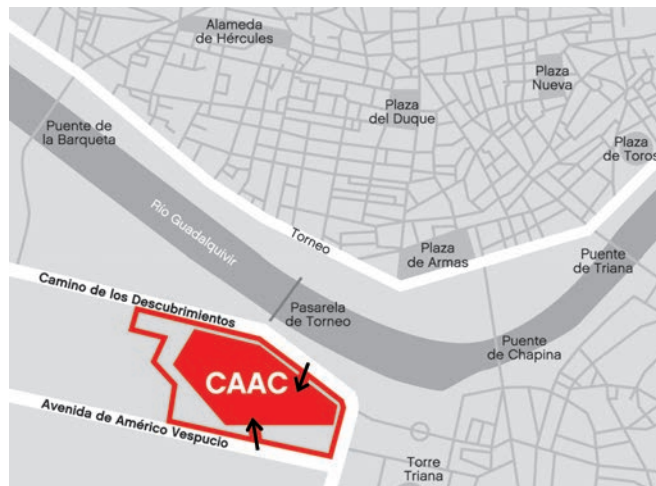 Alameda
de Hércules
Plaza
Nueva
Plaza
del Duque
Plaza
de Toros
Puente de
la Barqueta
Río Guadalquivir
Torneo
Plaza
de Armas
Puente
de Triana
Camino de los Descubrimientos
Pasarela
de Torneo
Puente
de Chapina
CAAC
Avenida de Américo Vespucio
Torre
Triana